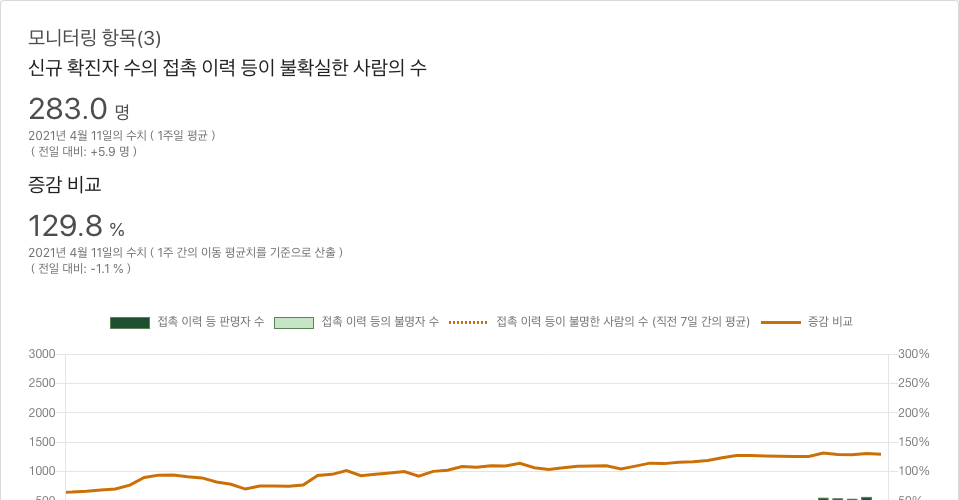 모니터링 항목(3)
신규 확진자 수의 접촉 이력 등이 불확실한 사람의 수
283.0 명
2021년 4월 11일의 수치 ( 1주일 평균 )
( 전일 대비: +5.9 명 )
증감 비교
129.8 %
2021년 4월 11일의 수치 ( 1주 간의 이동 평균치를 기준으로 산출 )
( 전일 대비: -1.1 % )
접촉 이력 등 판명자 수 접촉 이력 등의 불명자 수 접촉 이력 등이 불명한 사람의 수 (직전 7일 간의 평균) 증감 비교
3000 300%
2500 250%
2000 200%
1500 150%
1000 100%
500 50%